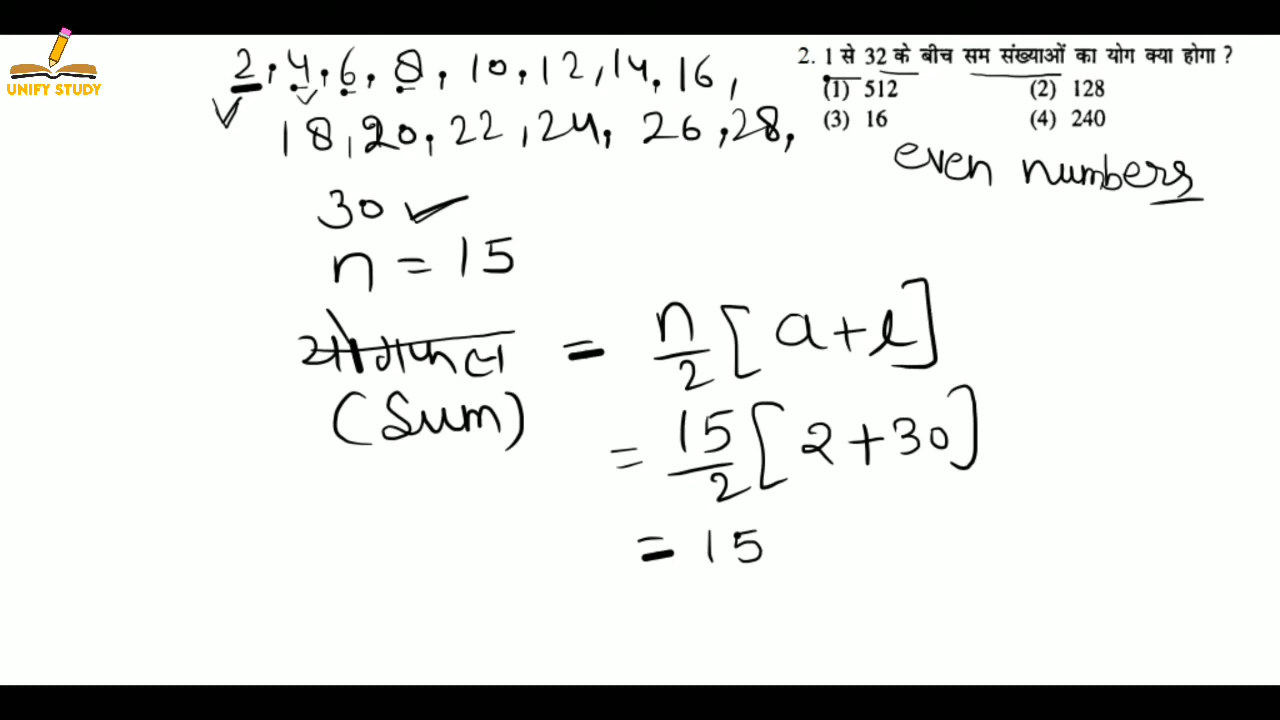 UNIFY STUDY
2, 4, 6, 8, 10, 12, 14, 16,
18, 20, 22, 24, 26, 28,
30
n = 15
योगफल
(Sum)
= n/2 [a+l]
= 15/2 [2+30]
= 15
2. 1 से 32 के बीच सम संख्याओं का योग क्या होगा ?
(1) 512 (2) 128
(3) 16 (4) 240
even numbers